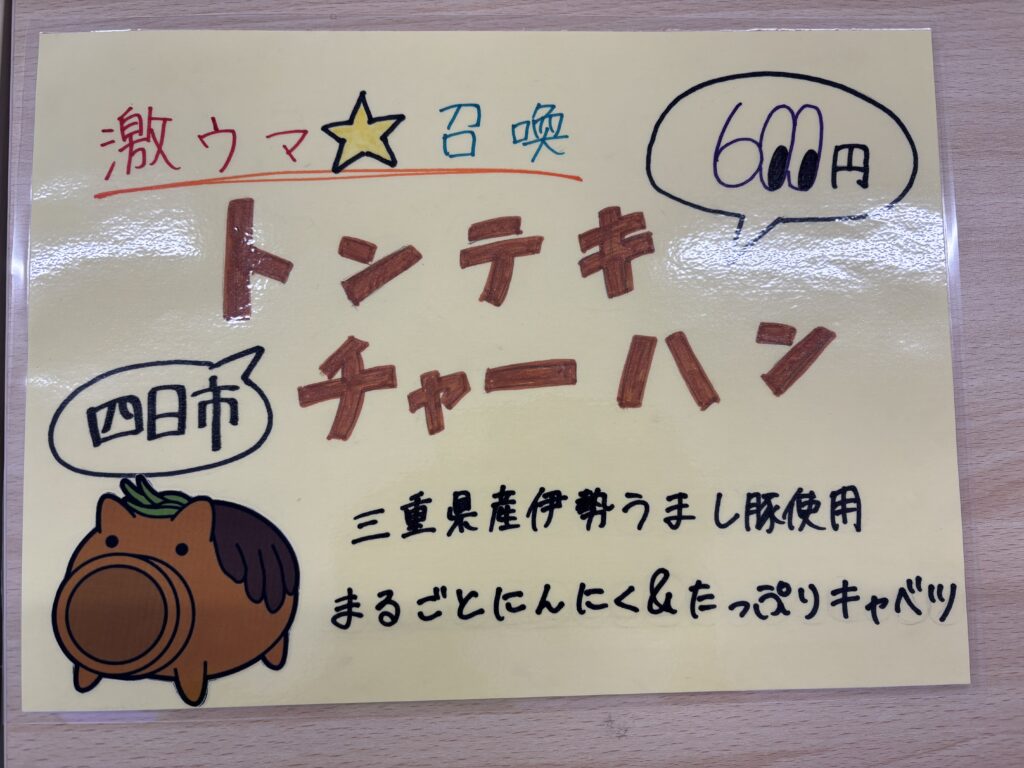 激ウマ☆召喚
600円
トンテキ
チャーハン
四日市
三重県産伊勢うまし豚使用
まるごとにんにく&たっぷりキャベツ